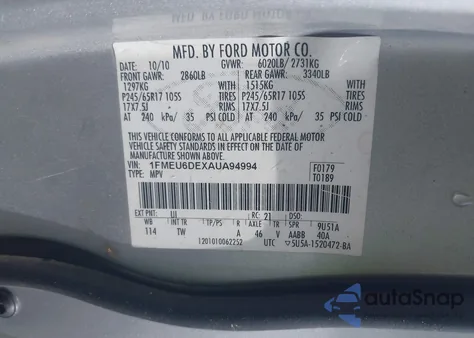 MFD. BY FORD MOTOR CO.
10/10 GVWR: 6020LB/ 2731KG
FRONT GAWR: 2860LB REAR GAWR: 3340LB
1297KG WITH 1515KG WITH
P245/65R17 105S TIRES P245/65R17 105S TIRES
17X7.5J RIMS 17X7.5J RIMS
AT 240 kPa/ 35 PSI COLD AT 240 kPa/ 35 PSI COLD
THIS VEHICLE CONFORMS TO ALL APPLICABLE FEDERAL MOTOR
VEHICLE SAFETY AND THEFT PREVENTION STANDARDS IN EFFECT
ON THE DATE OF MANUFACTURE SHOWN ABOVE.
VIN: 1FMEU6DEXAUA94994 F0179
TYPE: MPV T0189
EXT PNT: UI RC: 21 DSO:
WB INT TR TP/PS R AXLE TR SPR 9U51A
114 TW A 46 V AABB 40A
1201010062252 UTC 5U5A-1520472-BA
AutoSnap